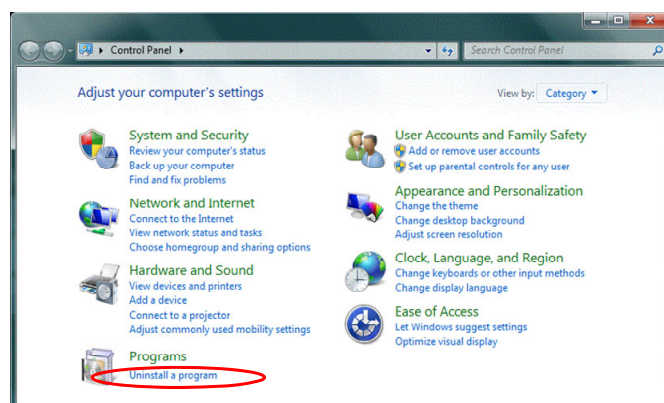 Control Panel
Search Control Panel
Adjust your computer's settings
View by: Category
System and Security
Review your computer's status
Back up your computer
Find and fix problems
Network and Internet
Connect to the Internet
View network status and tasks
Choose homegroup and sharing options
Hardware and Sound
View devices and printers
Add a device
Connect to a projector
Adjust commonly used mobility settings
Programs
Uninstall a program
User Accounts and Family Safety
Add or remove user accounts
Set up parental controls for any user
Appearance and Personalization
Change the theme
Change desktop background
Adjust screen resolution
Clock, Language, and Region
Change keyboards or other input methods
Change display language
Ease of Access
Let Windows suggest settings
Optimize visual display